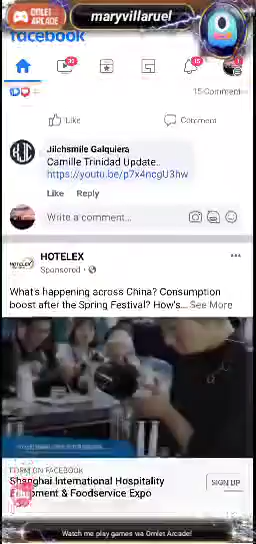 OMLET
ARCADE
maryvillaruel
facebook
15 Comments
Like
Comment
Jilchsmile Galquiera
Camille Trinidad Update..
https://youtu.be/p7x4ncgU3hw
Like Reply
Write a comment...
HOTELEX
Sponsored
What's happening across China? Consumption
boost after the Spring Festival? How's... See More
FORM ON FACEBOOK
Shanghai International Hospitality
Equipment & Foodservice Expo
SIGN UP
Watch me play games via Omlet Arcade!